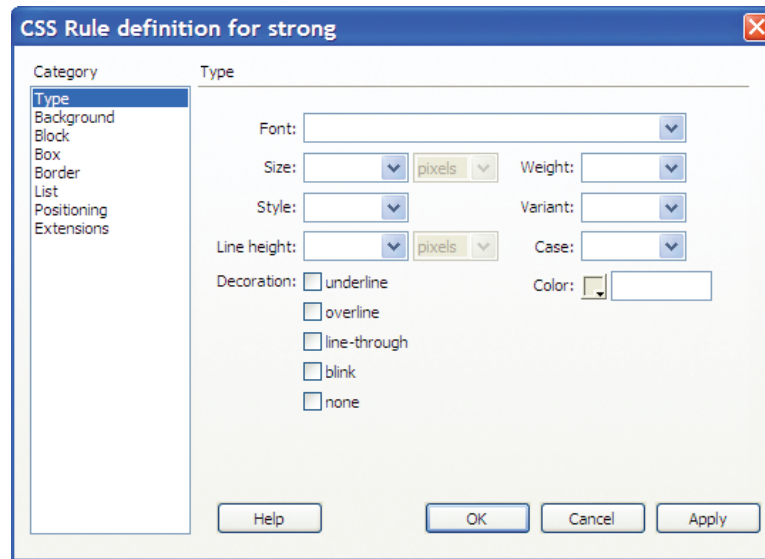 CSS Rule definition for strong
Category
Type
Background
Block
Box
Border
List
Positioning
Extensions
Type
Font:
Size: pixels Weight:
Style: Variant:
Line height: pixels Case:
Decoration: underline Color:
overline
line-through
blink
none
Help OK Cancel Apply